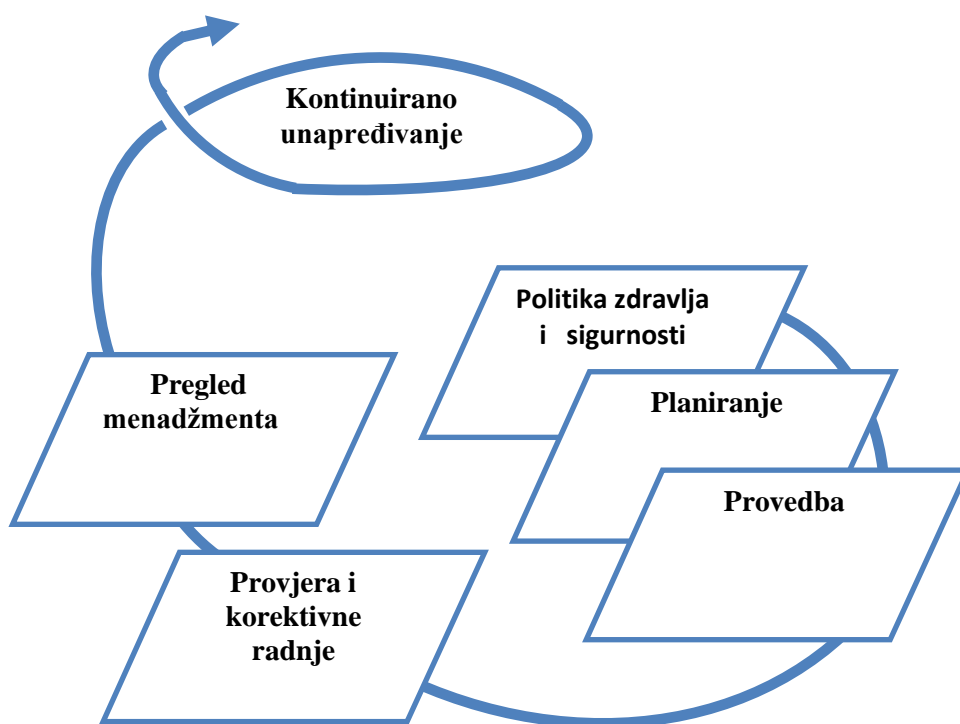 Kontinuirano
unapređivanje
Politika zdravlja
i sigurnosti
Planiranje
Provedba
Pregled
menadžmenta
Provjera i
korektivne
radnje